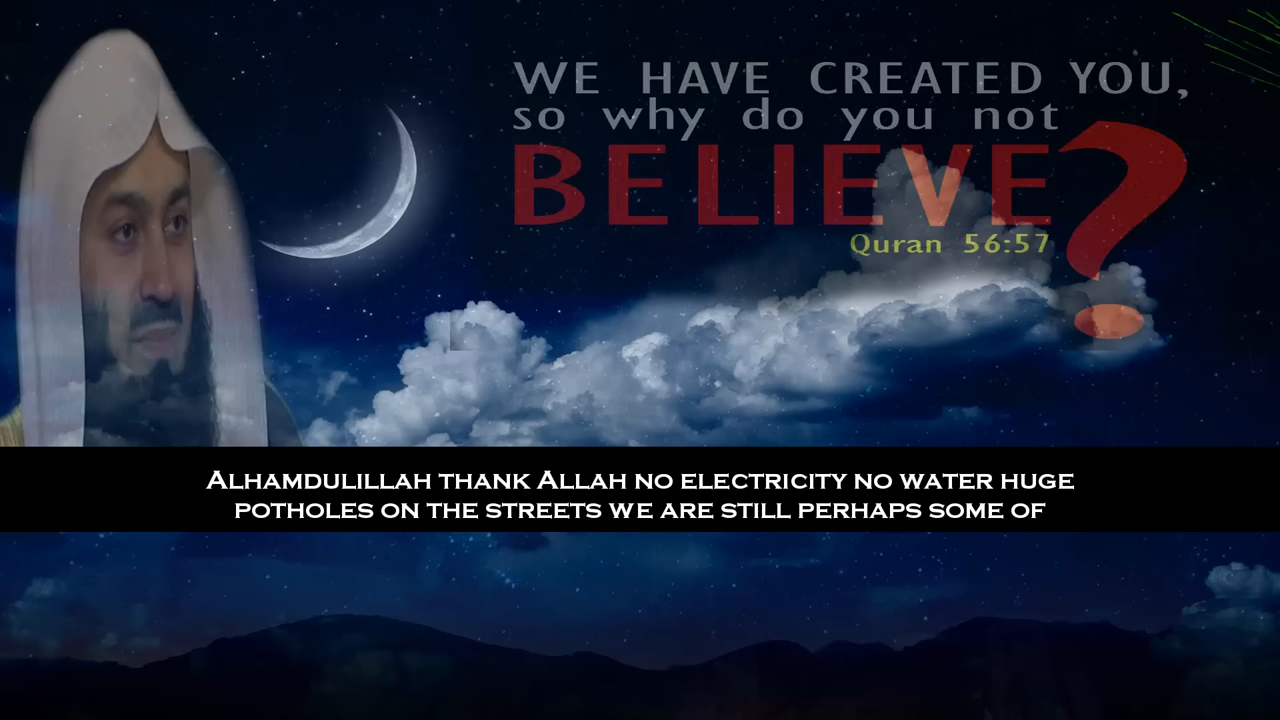 WE HAVE CREATED YOU,
so why do you not
BELIEVE?
Quran 56:57
Alhamdulillah thank Allah no electricity no water huge
potholes on the streets we are still perhaps some of